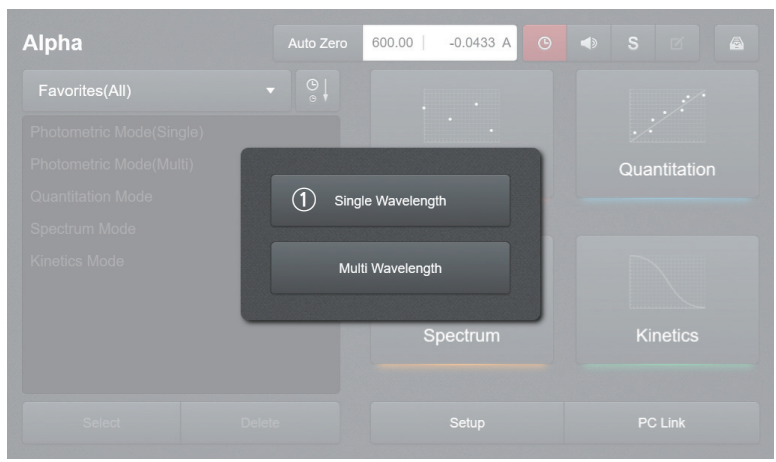 Alpha
Auto Zero
600.00
-0.0433 A
S
Favorites(All)
Photometric Mode(Single)
Photometric Mode(Multi)
Quantitation Mode
Spectrum Mode
Kinetics Mode
Quantitation
① Single Wavelength
Multi Wavelength
Spectrum
Kinetics
Select
Delete
Setup
PC Link